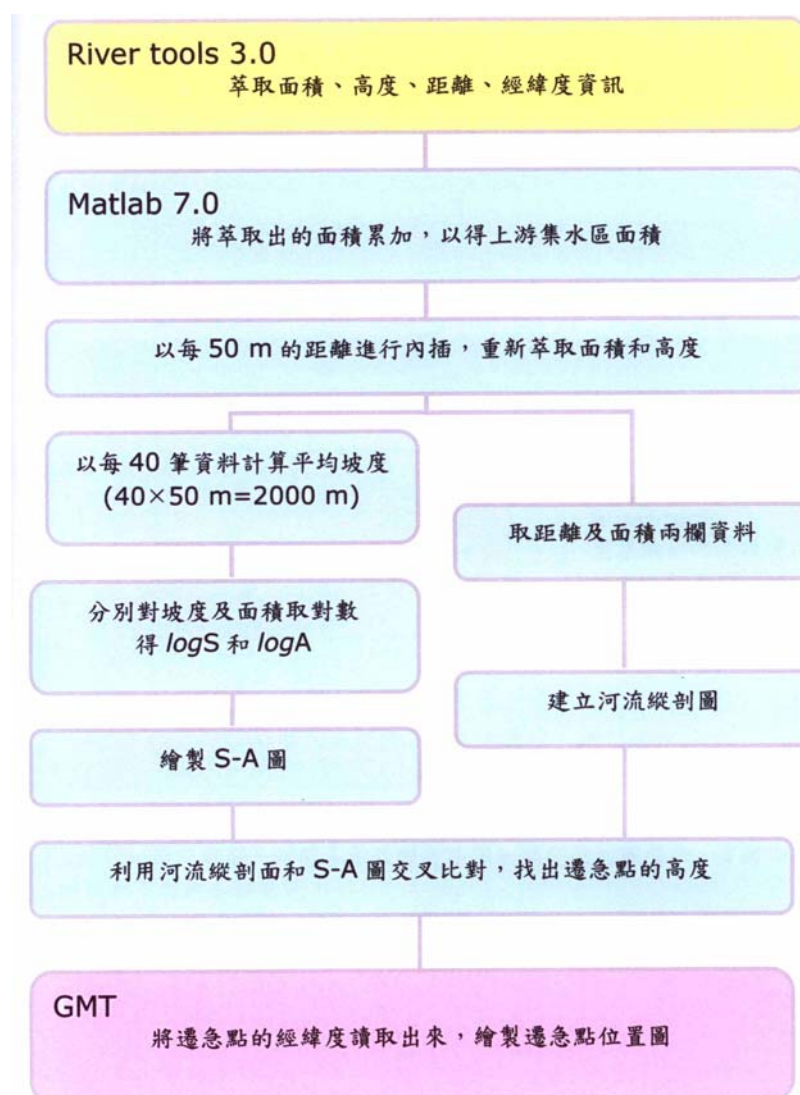 River tools 3.0
萃取面積、高度、距離、經緯度資訊
Matlab 7.0
將萃取出的面積累加，以得上游集水區面積
以每 50 m 的距離進行內插，重新萃取面積和高度
以每 40 筆資料計算平均坡度
(40×50 m=2000 m)
分別對坡度及面積取對數
得 logS 和 logA
繪製 S-A 圖
取距離及面積兩欄資料
建立河流縱剖圖
利用河流縱剖面和 S-A 圖交叉比對，找出遷急點的高度
GMT
將遷急點的經緯度讀取出來，繪製遷急點位置圖